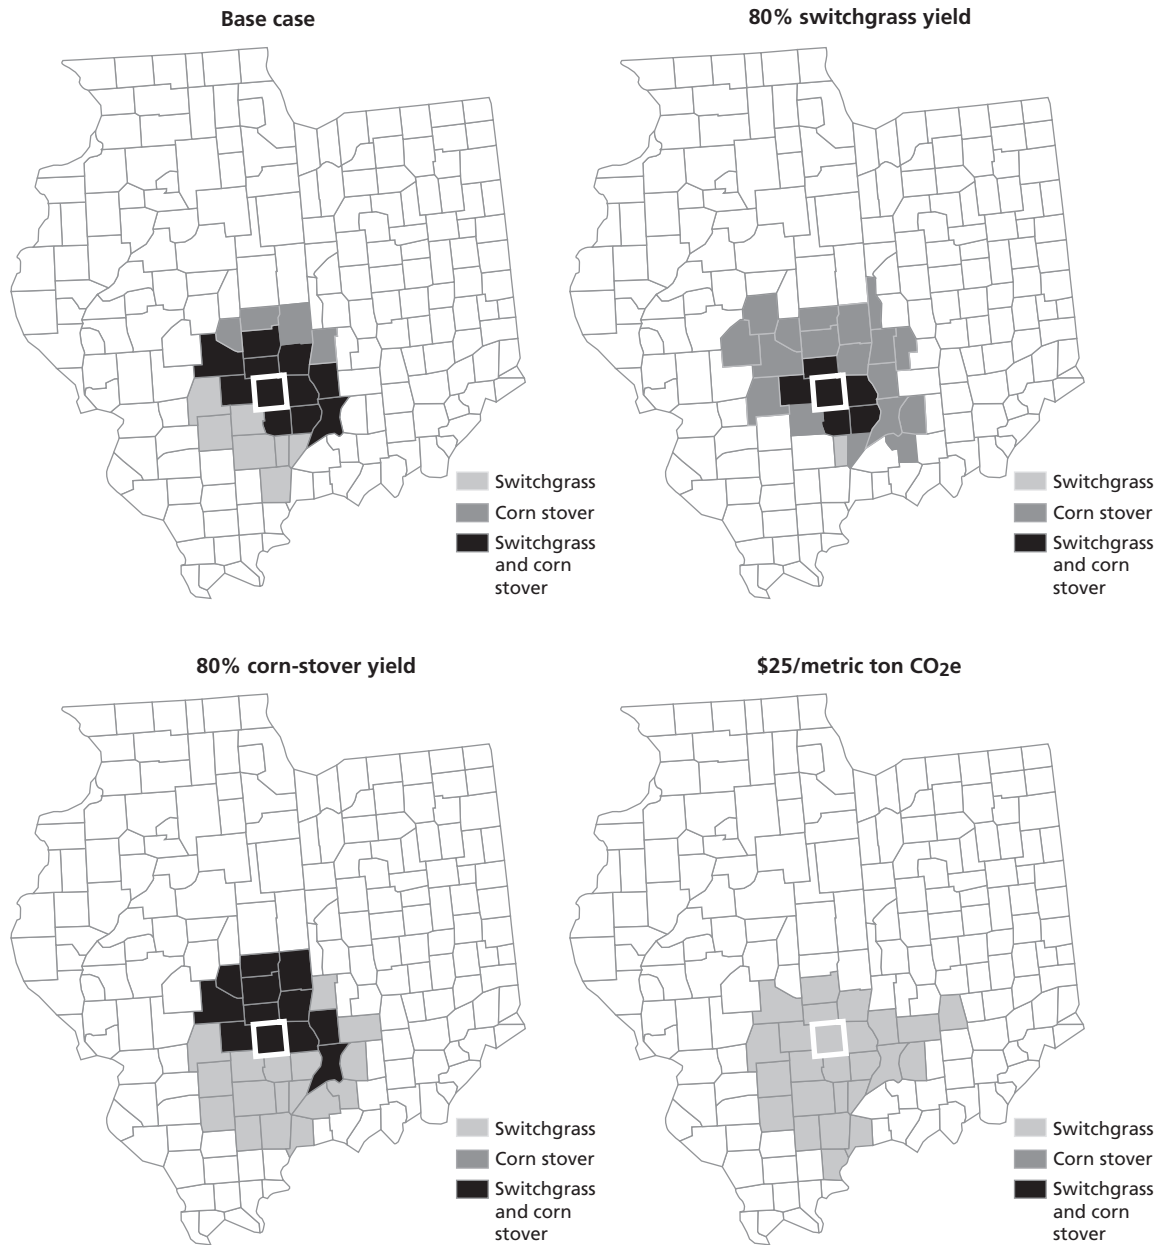 Base case
80% switchgrass yield
Switchgrass
Corn stover
Switchgrass
and corn
stover
Switchgrass
Corn stover
Switchgrass
and corn
stover
80% corn-stover yield
$25/metric ton CO2e
Switchgrass
Corn stover
Switchgrass
and corn
stover
Switchgrass
Corn stover
Switchgrass
and corn
stover